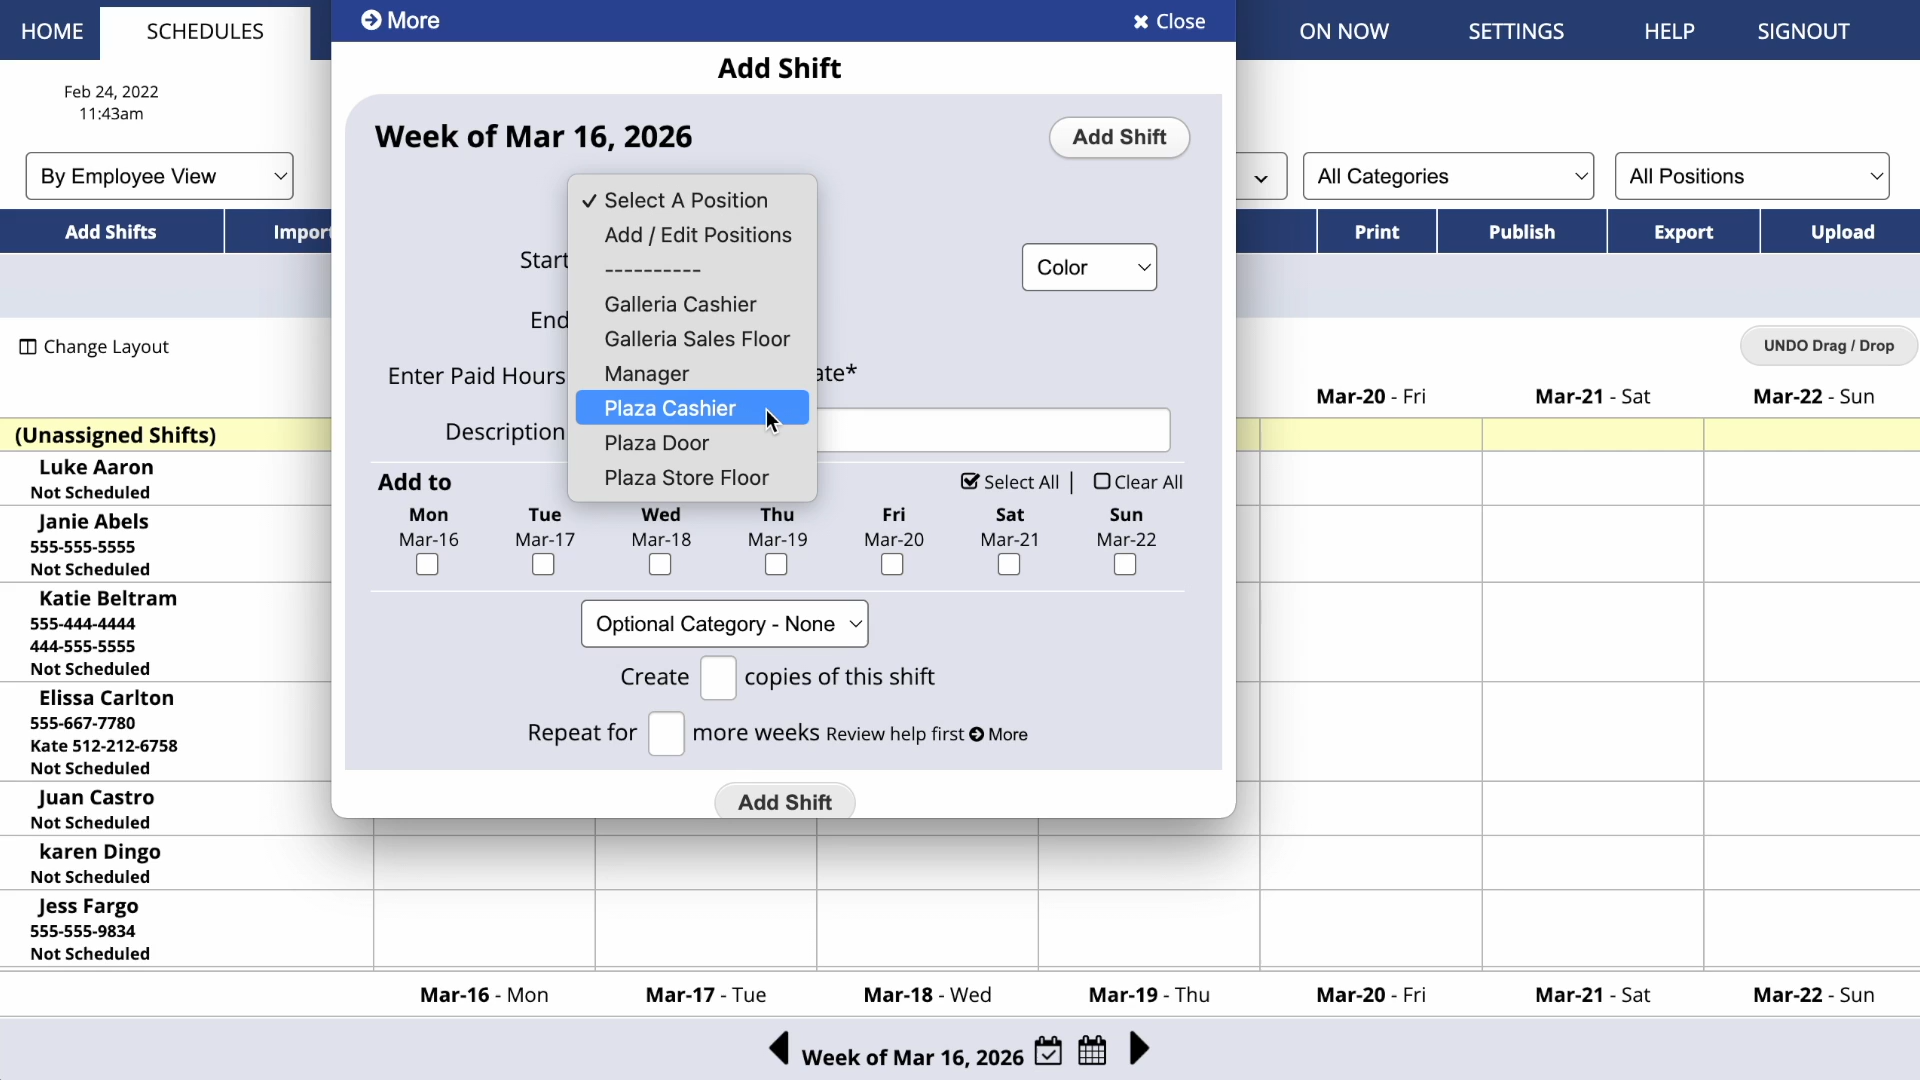 HOME
SCHEDULES
ON NOW
SETTINGS
HELP
SIGNOUT
More
Close
Add Shift
Feb 24, 2022
11:43am
Week of Mar 16, 2026
Add Shift
By Employee View
All Categories
All Positions
Add Shifts
Import
Print
Publish
Export
Upload
✓ Select A Position
Add / Edit Positions
----------
Galleria Cashier
Galleria Sales Floor
Manager
Plaza Cashier
Plaza Door
Plaza Store Floor
Start
Color
End
Enter Paid Hours
ate*
Description
Change Layout
UNDO Drag / Drop
Mar-20 - Fri
Mar-21 - Sat
Mar-22 - Sun
Add to
Select All |
Clear All
Mon Tue Wed Thu Fri Sat Sun
Mar-16 Mar-17 Mar-18 Mar-19 Mar-20 Mar-21 Mar-22
Optional Category - None
Create copies of this shift
Repeat for more weeks Review help first More
Add Shift
(Unassigned Shifts)
Luke Aaron
Not Scheduled
Janie Abels
555-555-5555
Not Scheduled
Katie Beltram
555-444-4444
444-555-5555
Not Scheduled
Elissa Carlton
555-667-7780
Kate 512-212-6758
Not Scheduled
Juan Castro
Not Scheduled
karen Dingo
Not Scheduled
Jess Fargo
555-555-9834
Not Scheduled
Mar-16 - Mon
Mar-17 - Tue
Mar-18 - Wed
Mar-19 - Thu
Mar-20 - Fri
Mar-21 - Sat
Mar-22 - Sun
Week of Mar 16, 2026